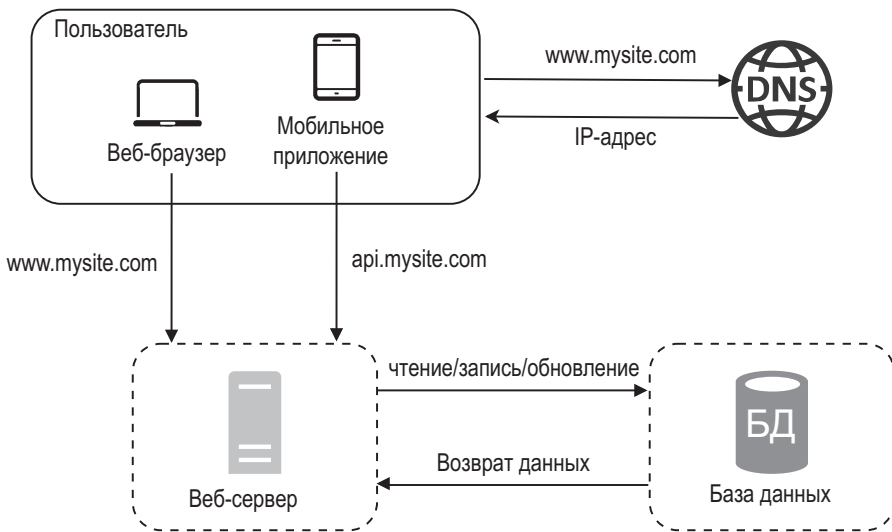 Пользователь
www.mysite.com
DNS
IP-адрес
Веб-браузер
Мобильное
приложение
www.mysite.com
api.mysite.com
чтение/запись/обновление
БД
Возврат данных
Веб-сервер
База данных